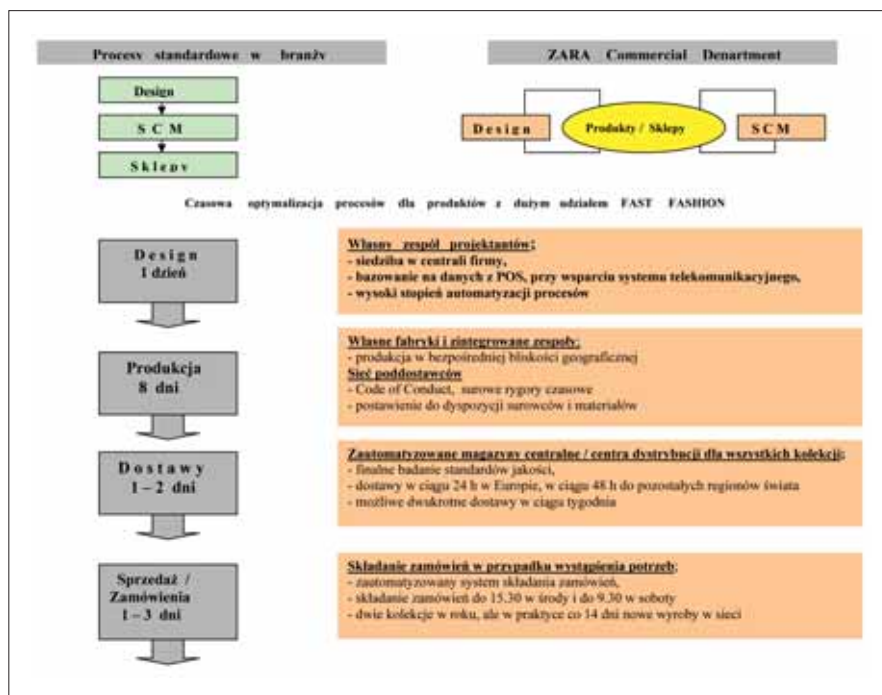 Procesy standardowe w branży
ZARA Commercial Denartment
Design
S C M
Sklepy
Design
Produkty / Sklepy
SCM
Czasowa optymalizacja procesów dla produktów z dużym udziałem FAST FASHION
Design
1 dzień
Własny zespół projektantów;
- siedziba w centrali firmy,
- bazowanie na danych z POS, przy wsparciu systemu telekomunikacyjnego,
- wysoki stopień automatyzacji procesów
Produkcja
8 dni
Własne fabryki i zintegrowane zespoły;
- produkcja w bezpośredniej bliskości geograficznej
Sieć poddostawców
- Code of Conduct, surowe rygory czasowe
- postawienie do dyspozycji surowców i materiałów
Dostawy
1 – 2 dni
Zautomatyzowane magazyny centralne / centra dystrybucji dla wszystkich kolekcji;
- finalne badanie standardów jakości,
- dostawy w ciągu 24 h w Europie, w ciągu 48 h do pozostałych regionów świata
- możliwe dwukrotne dostawy w ciągu tygodnia
Sprzedaż /
Zamówienia
1 – 3 dni
Składanie zamówień w przypadku wystąpienia potrzeb;
- zautomatyzowany system składania zamówień,
- składanie zamówień do 15.30 w środy i do 9.30 w soboty
- dwie kolekcje w roku, ale w praktyce co 14 dni nowe wyroby w sieci